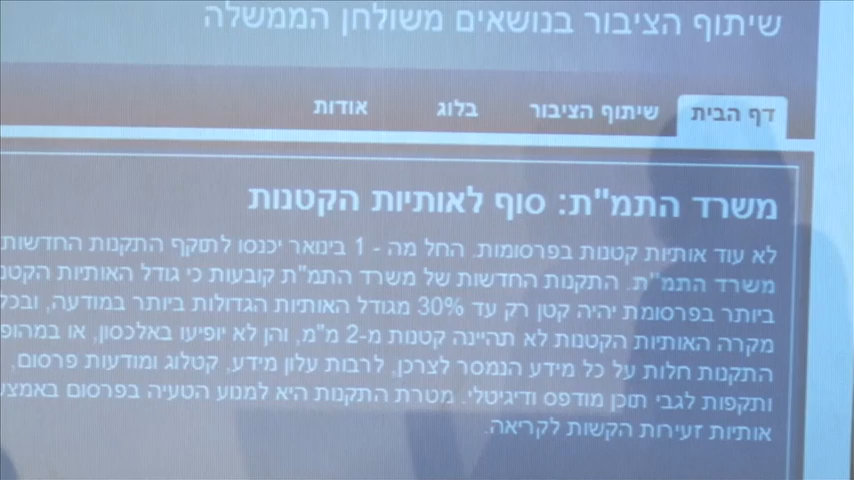 שיתוף הציבור בנושאים משולחן הממשלה
דף הבית שיתוף הציבור בלוג אודות
משרד התמ"ת: סוף לאותיות הקטנות
לא עוד אותיות קטנות בפרסומות. החל מה - 1 בינואר יכנסו לתוקף התקנות החדשות
משרד התמ"ת. התקנות החדשות של משרד התמ"ת קובעות כי גודל האותיות הקטנ
ביותר בפרסומת יהיה קטן רק עד 30% מגודל האותיות הגדולות ביותר במודעה, ובכל
מקרה האותיות הקטנות לא תהיינה קטנות מ-2 מ"מ, והן לא יופיעו באלכסון, או במהופ
התקנות חלות על כל מידע הנמסר לצרכן, לרבות עלון מידע, קטלוג ומודעות פרסום,
ותקפות לגבי תוכן מודפס ודיגיטלי. מטרת התקנות היא למנוע הטעיה בפרסום באמצע
אותיות זעירות הקשות לקריאה.